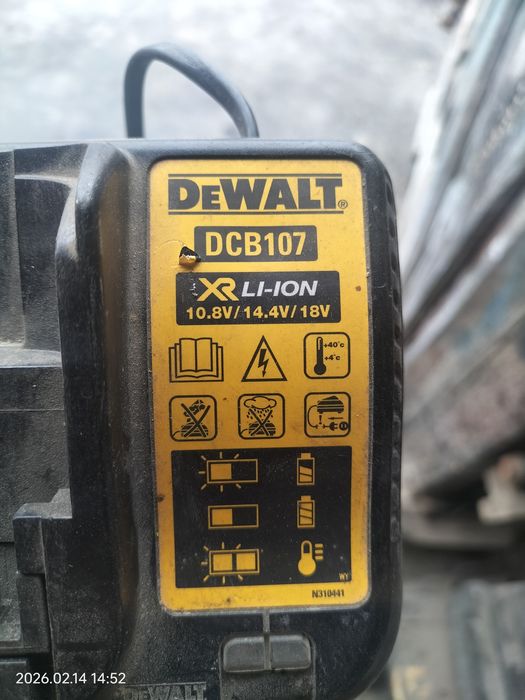 DEWALT®
DCB107
XR LI-ION
10.8V/14.4V/18V
+40°C
+4°C
WY
N310441
DEWALT
2026.02.14 14:52